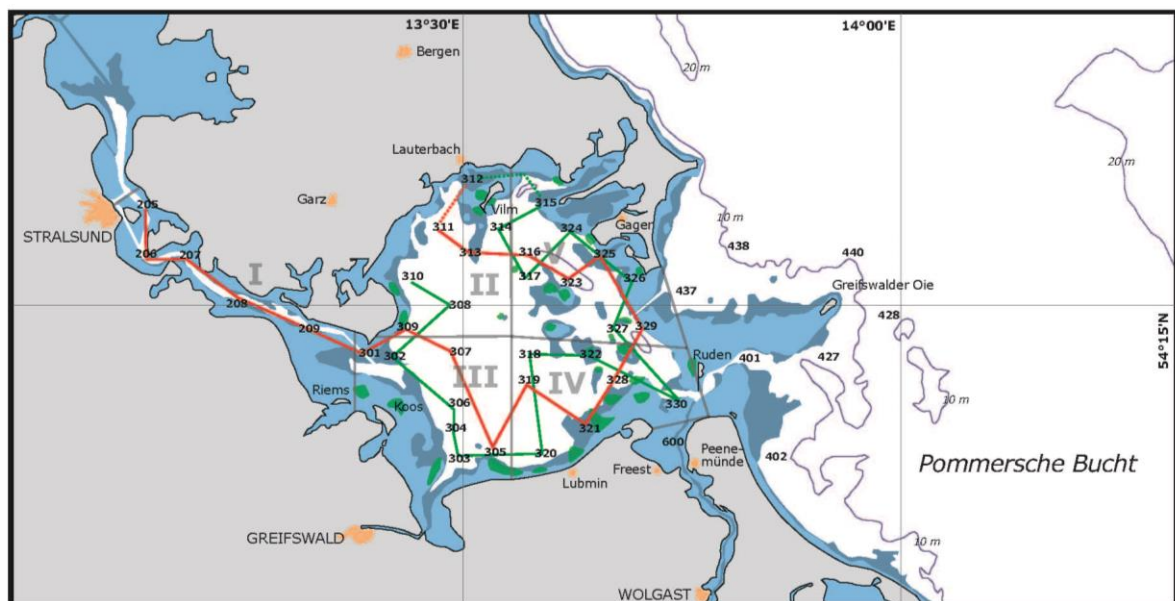 13°30'E
14°00'E
Bergen
20 m
Lauterbach
20 m
312
Garz
Vilm
315
205
10 m
STRALSUND
311
314
324
Gager
438
206
207
313
316
V
325
440
I
317
323
326
310
II
437
Greifswalder Oie
208
308
428
54°15'N
209
309
327
329
301
302
307
318
322
Ruden
401
427
III
319
IV
328
Riems
Koos
306
330
10 m
304
321
305
600
303
320
Peene-
münde
402
Pommersche Bucht
Freest
Lubmin
GREIFSWALD
10 m
WOLGAST